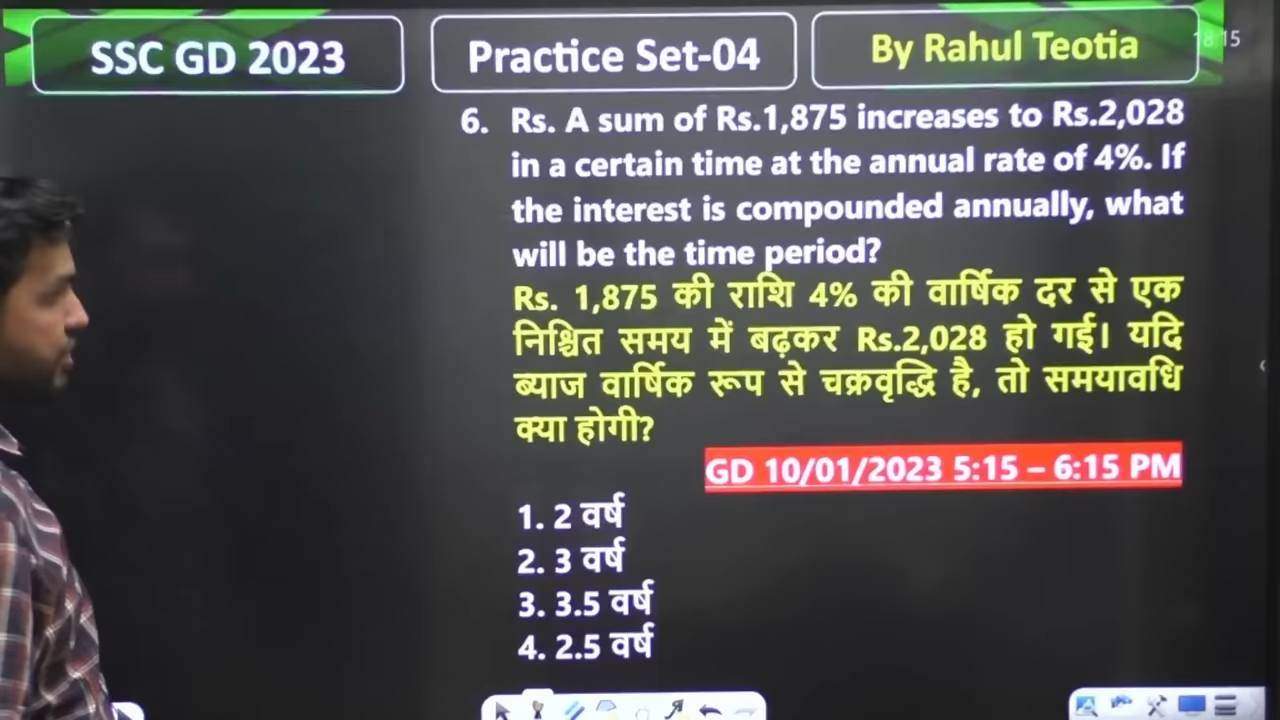 SSC GD 2023
Practice Set-04
By Rahul Teotia
18:15
6. Rs. A sum of Rs.1,875 increases to Rs.2,028
in a certain time at the annual rate of 4%. If
the interest is compounded annually, what
will be the time period?
Rs. 1,875 की राशि 4% की वार्षिक दर से एक
निश्चित समय में बढ़कर Rs.2,028 हो गई। यदि
ब्याज वार्षिक रूप से चक्रवृद्धि है, तो समयावधि
क्या होगी?
GD 10/01/2023 5:15 – 6:15 PM
1. 2 वर्ष
2. 3 वर्ष
3. 3.5 वर्ष
4. 2.5 वर्ष